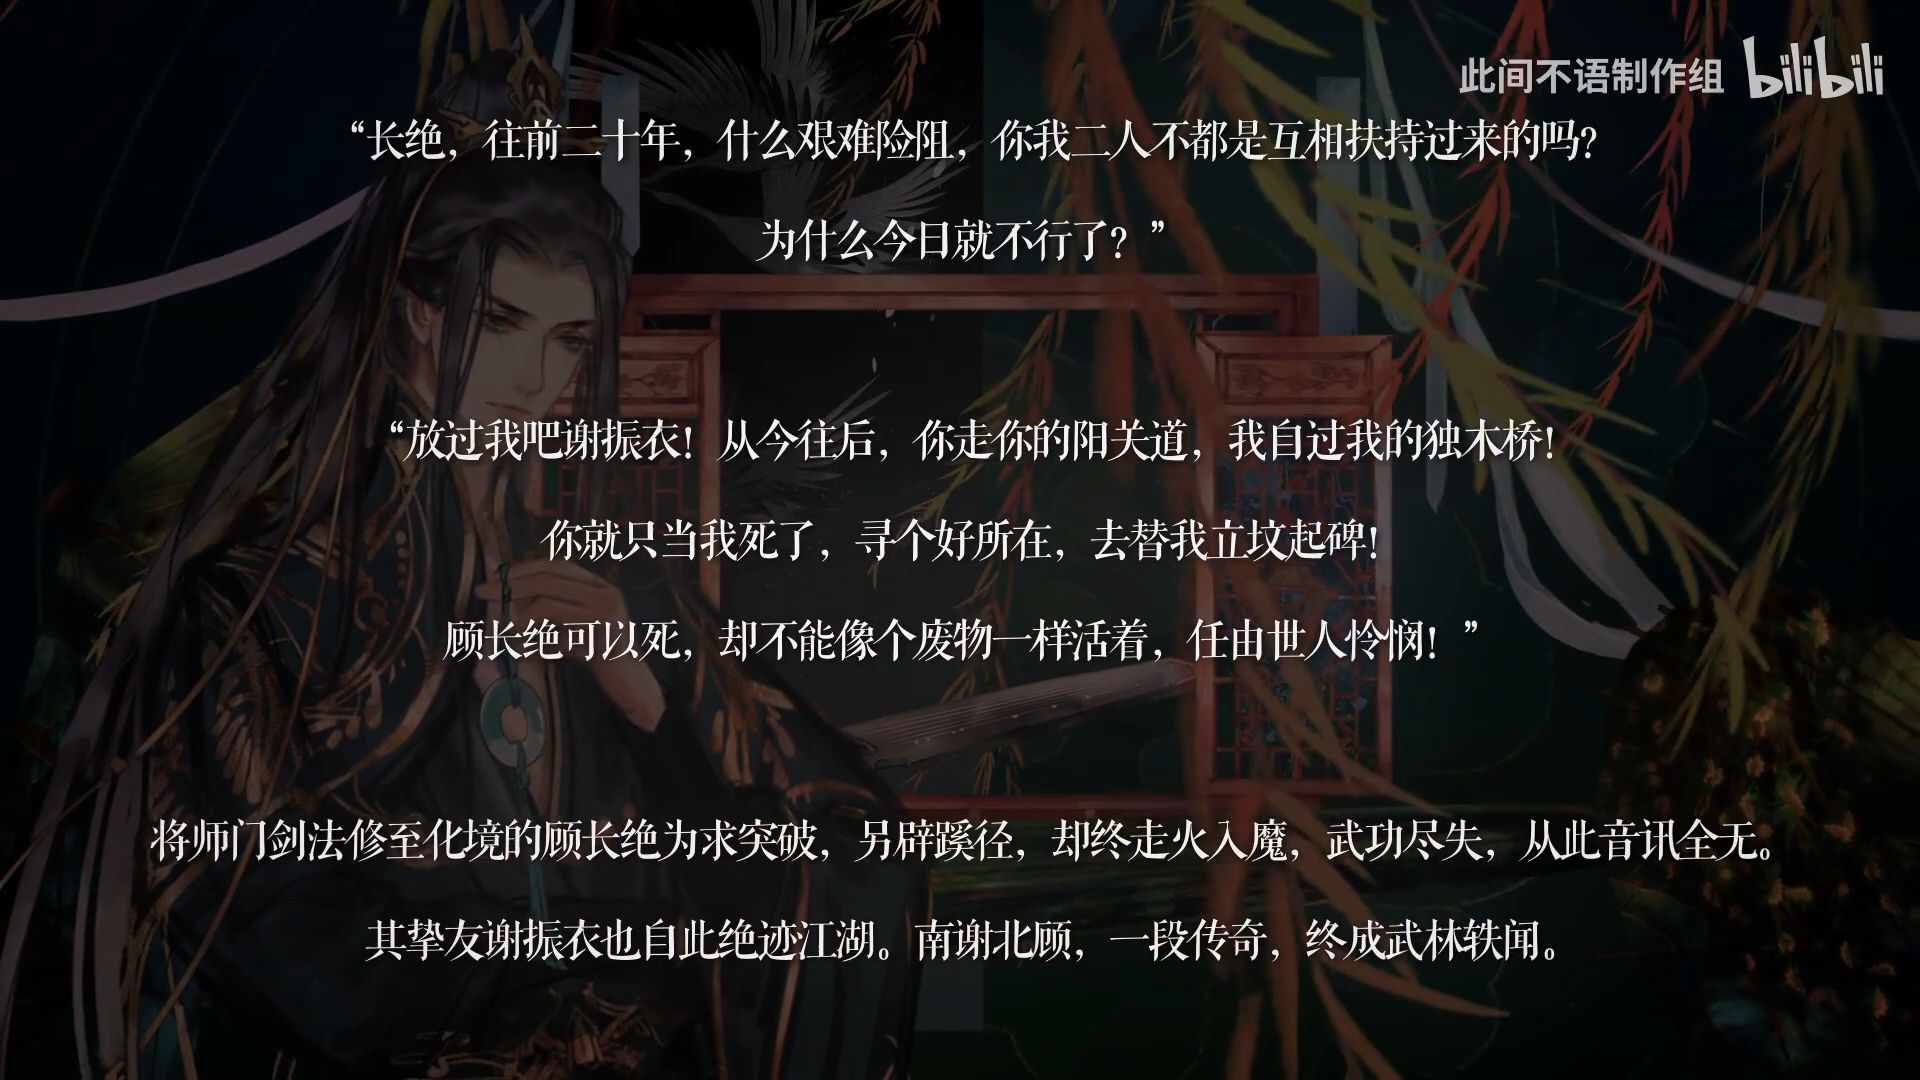 此间不语制作组 bilibili
“长绝，往前二十年，什么艰难险阻，你我二人不都是互相扶持过来的吗？
为什么今日就不行了？”
“放过我吧谢振衣！从今往后，你走你的阳关道，我自过我的独木桥！
你就只当我死了，寻个好所在，去替我立坟起碑！
顾长绝可以死，却不能像个废物一样活着，任由世人怜悯！”
将师门剑法修至化境的顾长绝为求突破，另辟蹊径，却终走火入魔，武功尽失，从此音讯全无。
其挚友谢振衣也自此绝迹江湖。南谢北顾，一段传奇，终成武林轶闻。